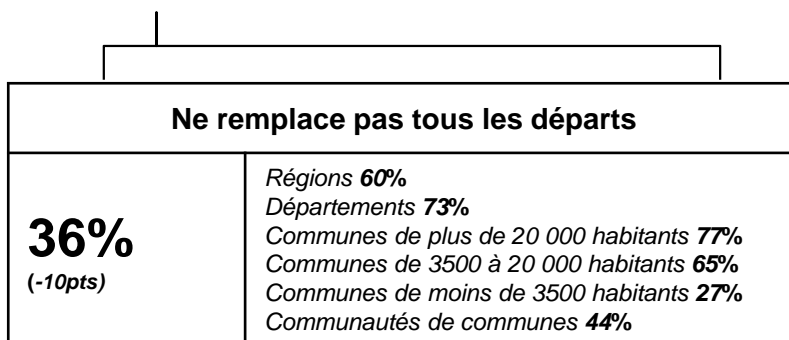 Ne remplace pas tous les départs
36%
(-10pts)
Régions 60%
Départements 73%
Communes de plus de 20 000 habitants 77%
Communes de 3500 à 20 000 habitants 65%
Communes de moins de 3500 habitants 27%
Communautés de communes 44%